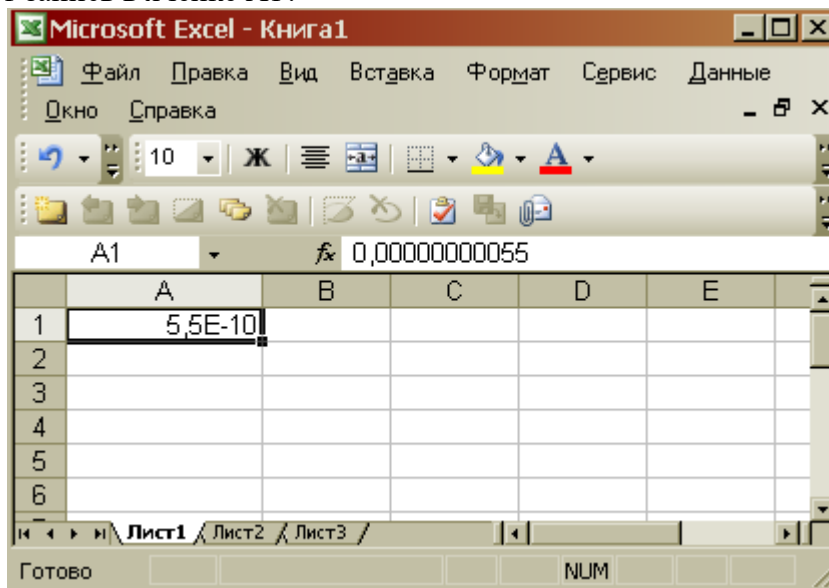 Microsoft Excel - Книга1
Файл Правка Вид Вставка Формат Сервис Данные
Окно Справка
10 Ж А
A1 fx 0,00000000055
A B C D E
1 5,5E-10
2
3
4
5
6
Лист1 Лист2 Лист3
Готово NUM